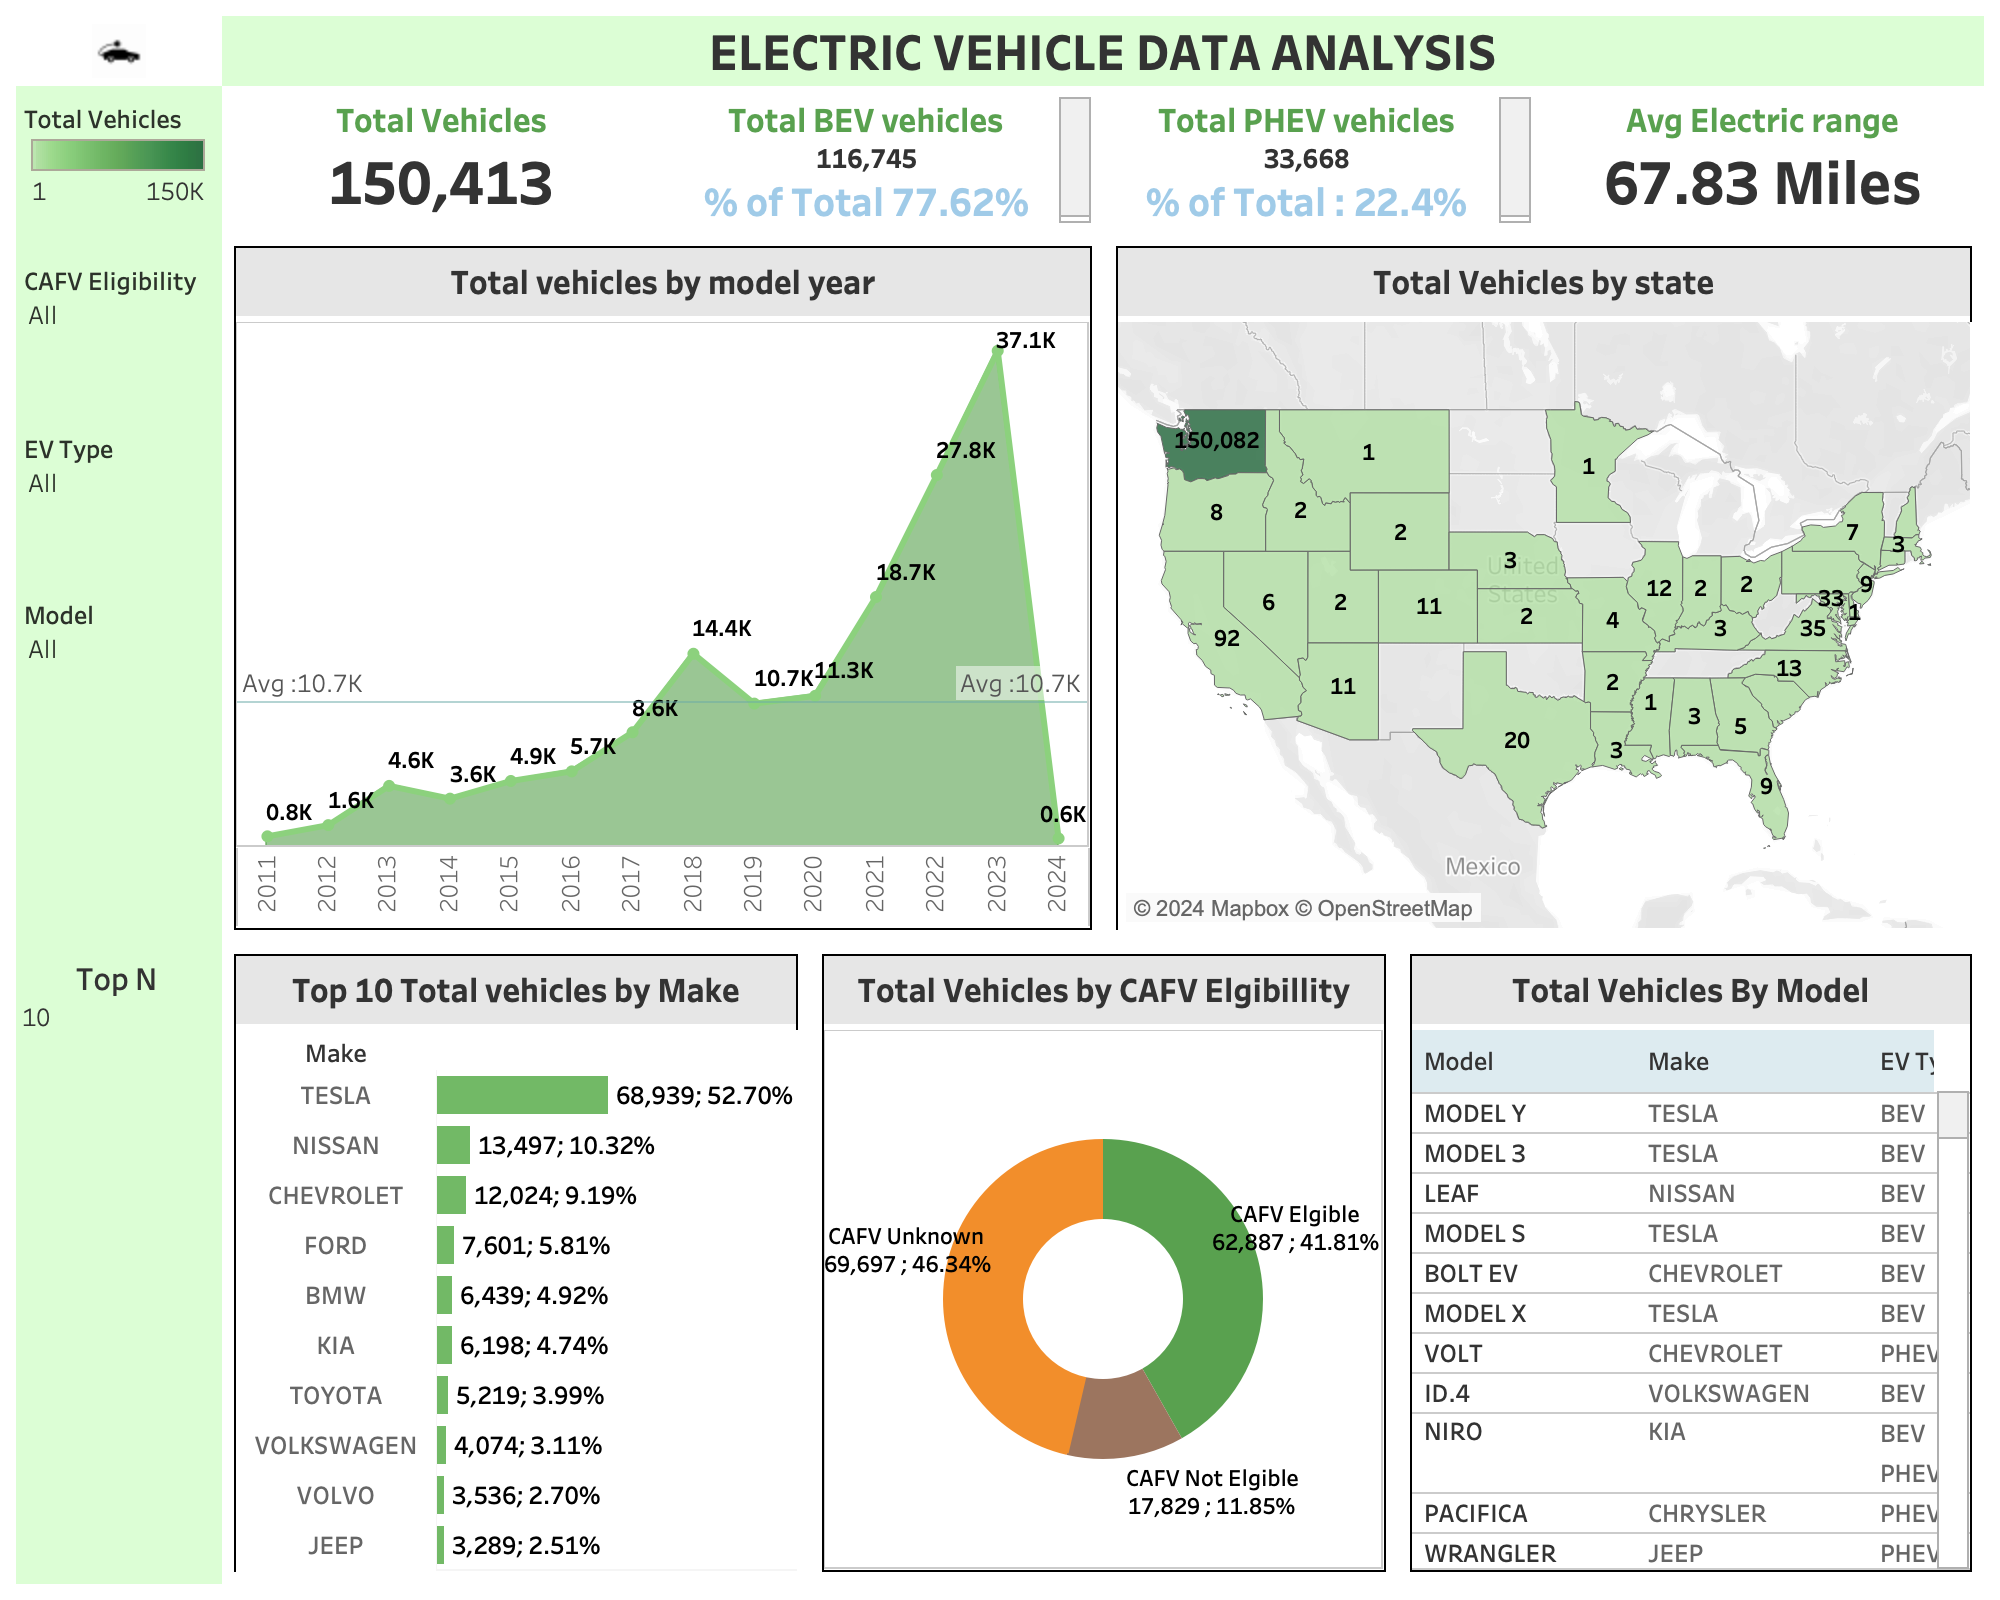 ELECTRIC VEHICLE DATA ANALYSIS
Total Vehicles
1 150K
CAFV Eligibility
All
EV Type
All
Model
All
Top N
10
Total Vehicles
150,413
Total BEV vehicles
116,745
% of Total 77.62%
Total PHEV vehicles
33,668
% of Total : 22.4%
Avg Electric range
67.83 Miles
Total vehicles by model year
37.1K
27.8K
18.7K
14.4K
10.7K
11.3K
Avg :10.7K
Avg :10.7K
8.6K
5.7K
4.9K
4.6K
3.6K
1.6K
0.8K
0.6K
2011 2012 2013 2014 2015 2016 2017 2018 2019 2020 2021 2022 2023 2024
Total Vehicles by state
150,082
1
1
8
2
2
3
7
3
United
States
6
2
11
2
4
12
2
2
9
33
1
92
3
35
11
2
13
1
3
5
20
3
9
Mexico
© 2024 Mapbox © OpenStreetMap
Top 10 Total vehicles by Make
Make
TESLA 68,939; 52.70%
NISSAN 13,497; 10.32%
CHEVROLET 12,024; 9.19%
FORD 7,601; 5.81%
BMW 6,439; 4.92%
KIA 6,198; 4.74%
TOYOTA 5,219; 3.99%
VOLKSWAGEN 4,074; 3.11%
VOLVO 3,536; 2.70%
JEEP 3,289; 2.51%
Total Vehicles by CAFV Elgibillity
CAFV Elgible
62,887 ; 41.81%
CAFV Unknown
69,697 ; 46.34%
CAFV Not Elgible
17,829 ; 11.85%
Total Vehicles By Model
Model Make EV Ty
MODEL Y TESLA BEV
MODEL 3 TESLA BEV
LEAF NISSAN BEV
MODEL S TESLA BEV
BOLT EV CHEVROLET BEV
MODEL X TESLA BEV
VOLT CHEVROLET PHEV
ID.4 VOLKSWAGEN BEV
NIRO KIA BEV
PHEV
PACIFICA CHRYSLER PHEV
WRANGLER JEEP PHEV